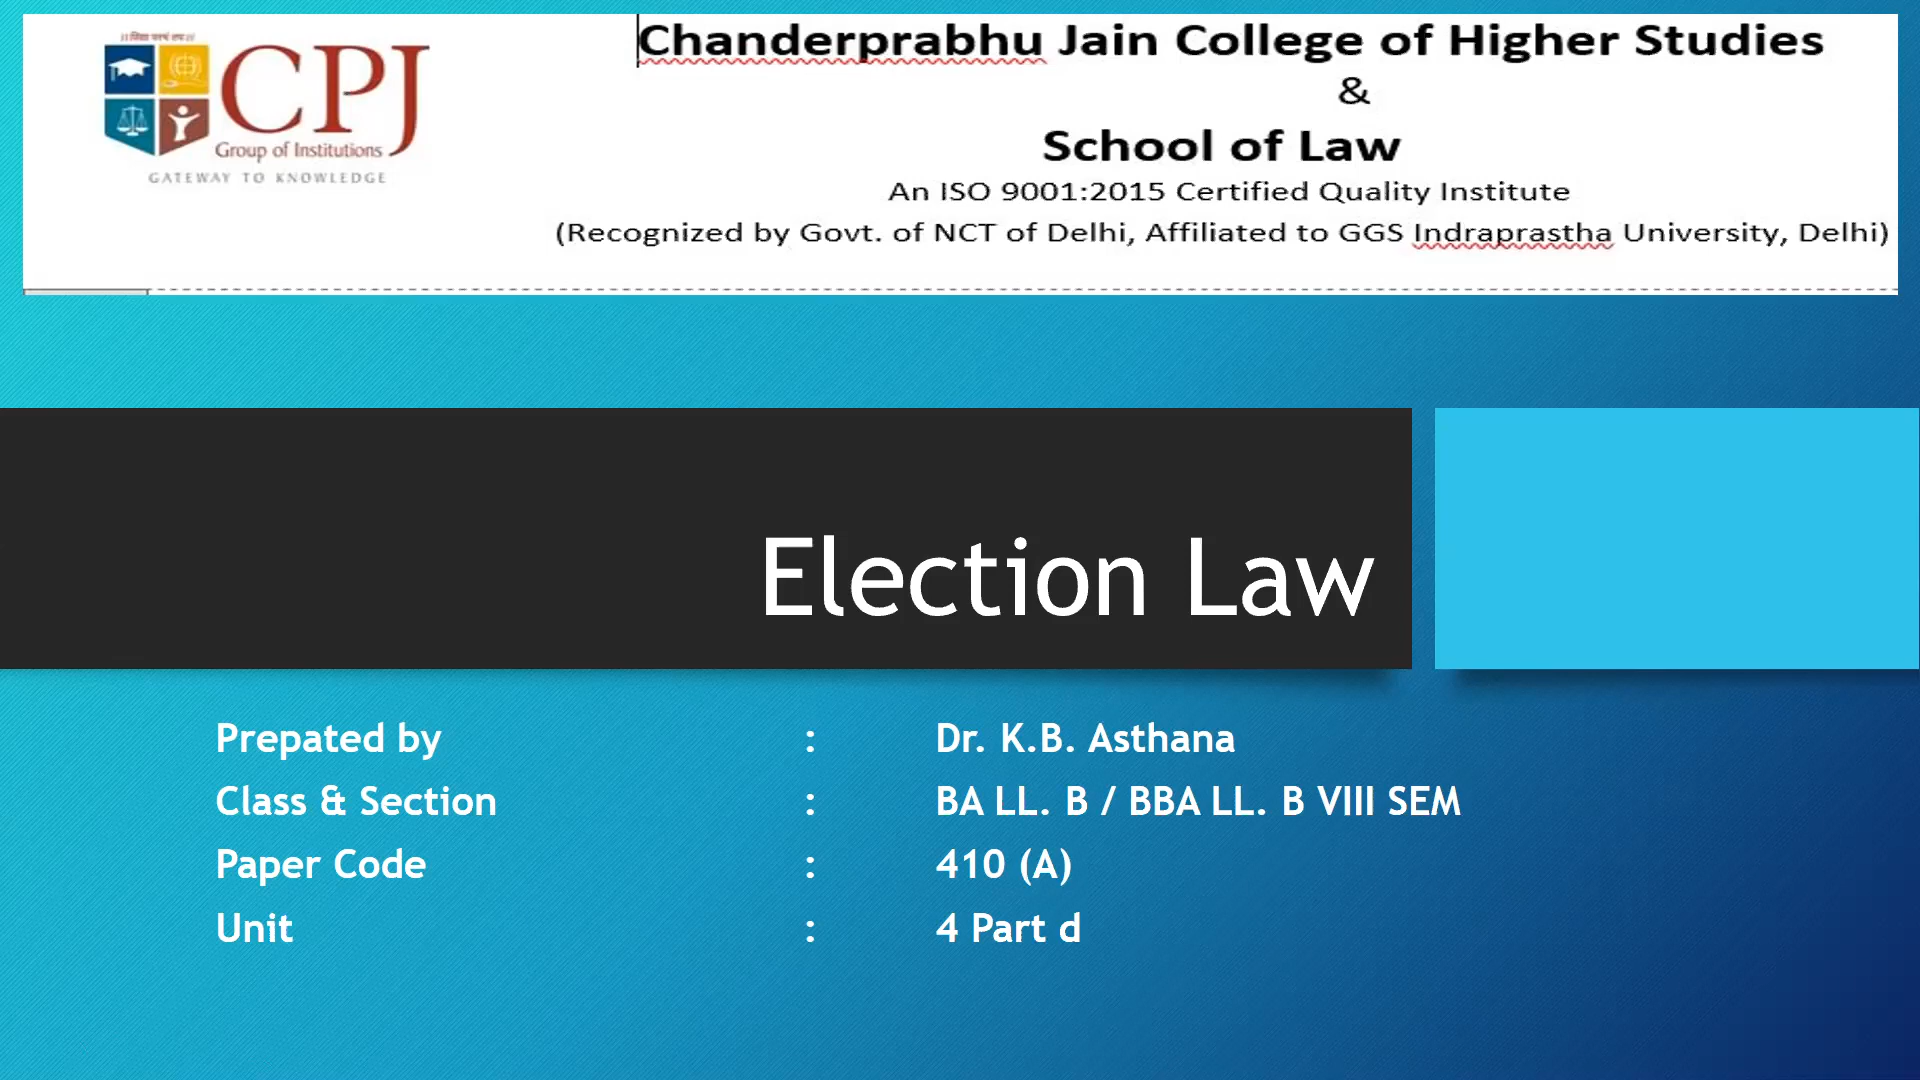 CPJ
Group of Institutions
GATEWAY TO KNOWLEDGE
Chanderprabhu Jain College of Higher Studies
&
School of Law
An ISO 9001:2015 Certified Quality Institute
(Recognized by Govt. of NCT of Delhi, Affiliated to GGS Indraprastha University, Delhi)
Election Law
Prepated by : Dr. K.B. Asthana
Class & Section : BA LL. B / BBA LL. B VIII SEM
Paper Code : 410 (A)
Unit : 4 Part d